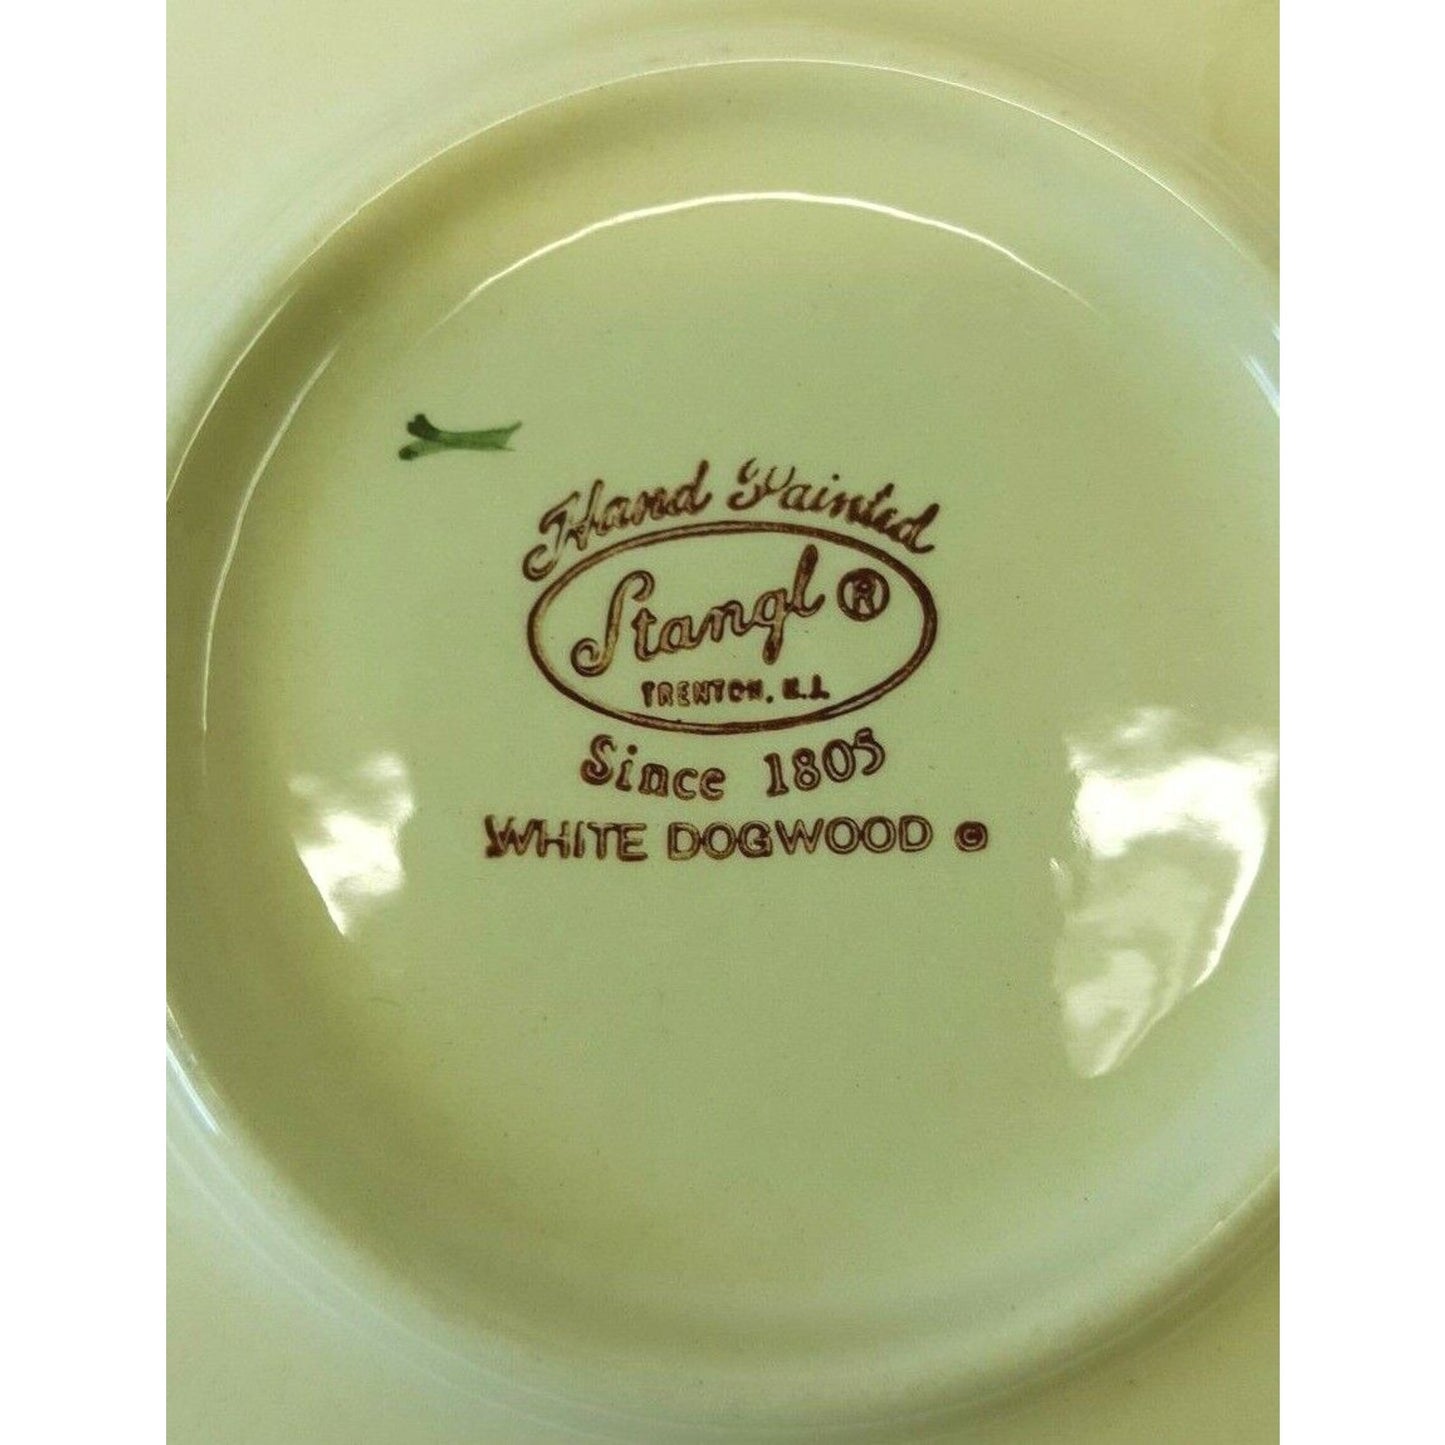 Hand Painted
Stangl ®
TRENTON, N.J.
Since 1805
WHITE DOGWOOD ©